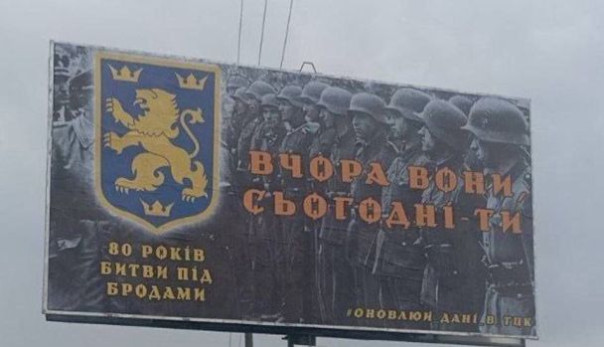 ВЧОРА ВОНИ,
СЬОГОДНІ-ТИ
80 РОКІВ
БИТВИ ПІД
БРОДАМИ
#ОНОВЛЮЙ ДАНІ В ТЦК